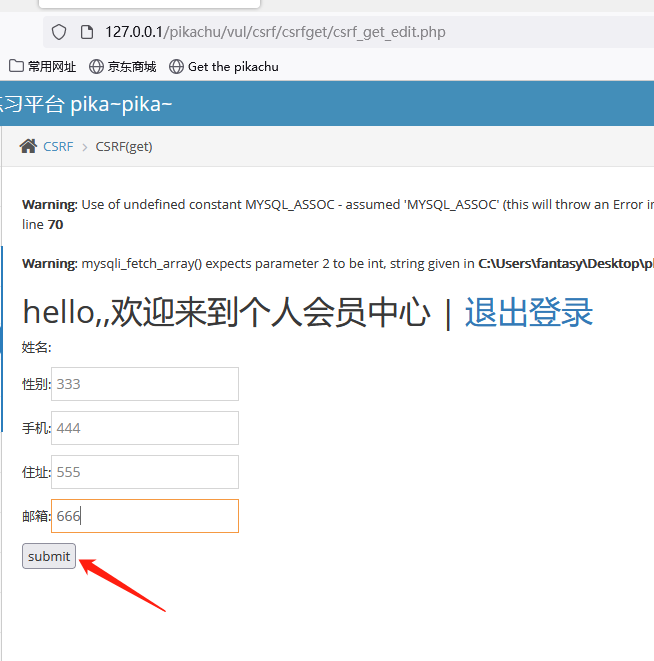 127.0.0.1/pikachu/vul/csrf/csrfget/csrf_get_edit.php
常用网址 京东商城 Get the pikachu
习平台 pika~pika~
CSRF > CSRF(get)
Warning: Use of undefined constant MYSQL_ASSOC - assumed 'MYSQL_ASSOC' (this will throw an Error in
line 70
Warning: mysqli_fetch_array() expects parameter 2 to be int, string given in C:\Users\fantasy\Desktop\p
hello,,欢迎来到个人会员中心 | 退出登录
姓名:
性别:333
手机:444
住址:555
邮箱:666
submit